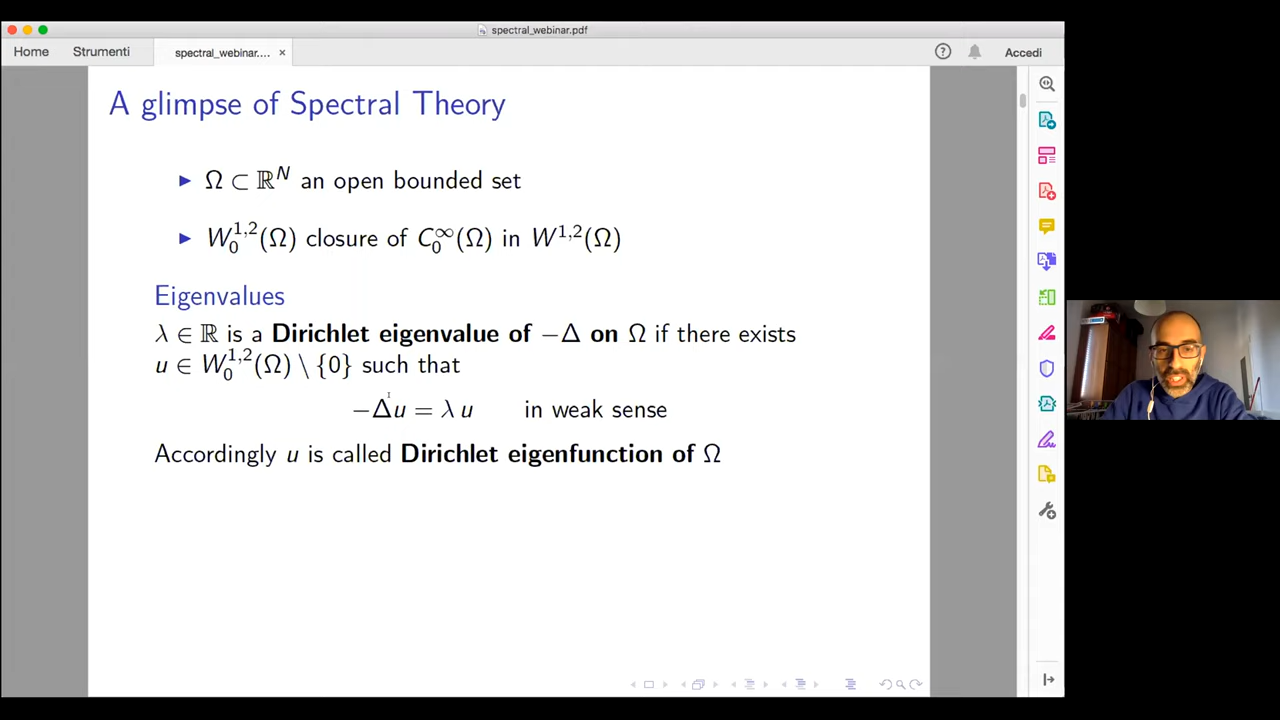 spectral_webinar.pdf
Home Strumenti spectral_webinar.... × Accedi
A glimpse of Spectral Theory
▶ Ω ⊂ ℝ^N an open bounded set
▶ W_0^{1,2}(Ω) closure of C_0^∞(Ω) in W^{1,2}(Ω)
Eigenvalues
λ ∈ ℝ is a Dirichlet eigenvalue of −Δ on Ω if there exists
u ∈ W_0^{1,2}(Ω) \ {0} such that
−Δu = λ u in weak sense
Accordingly u is called Dirichlet eigenfunction of Ω